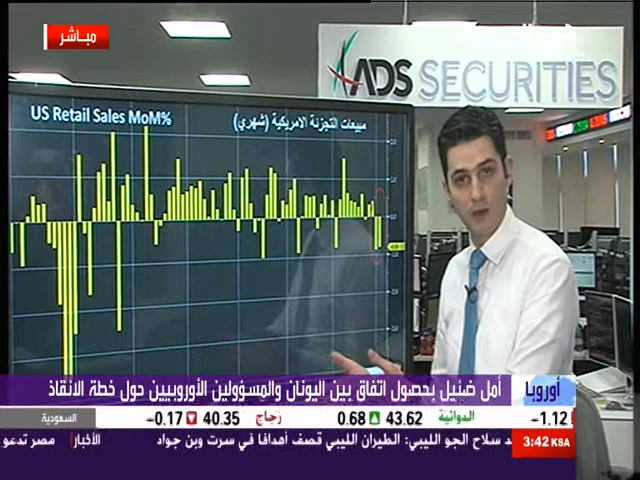 مباشر
ADS SECURITIES
US Retail Sales MoM%
مبيعات التجزئة الامريكية (شهري)
أوروبا
أمل ضئيل بحصول اتفاق بين اليونان والمسؤولين الأوروبيين حول خطة الانقاذ
-1.12
الدوائية 43.62 0.68
زجاج 40.35 -0.17
السعودية
3:42 KSA
سلاح الجو الليبي: الطيران الليبي قصف أهدافا في سرت وبن جواد
الأخبار
مصر تدعو